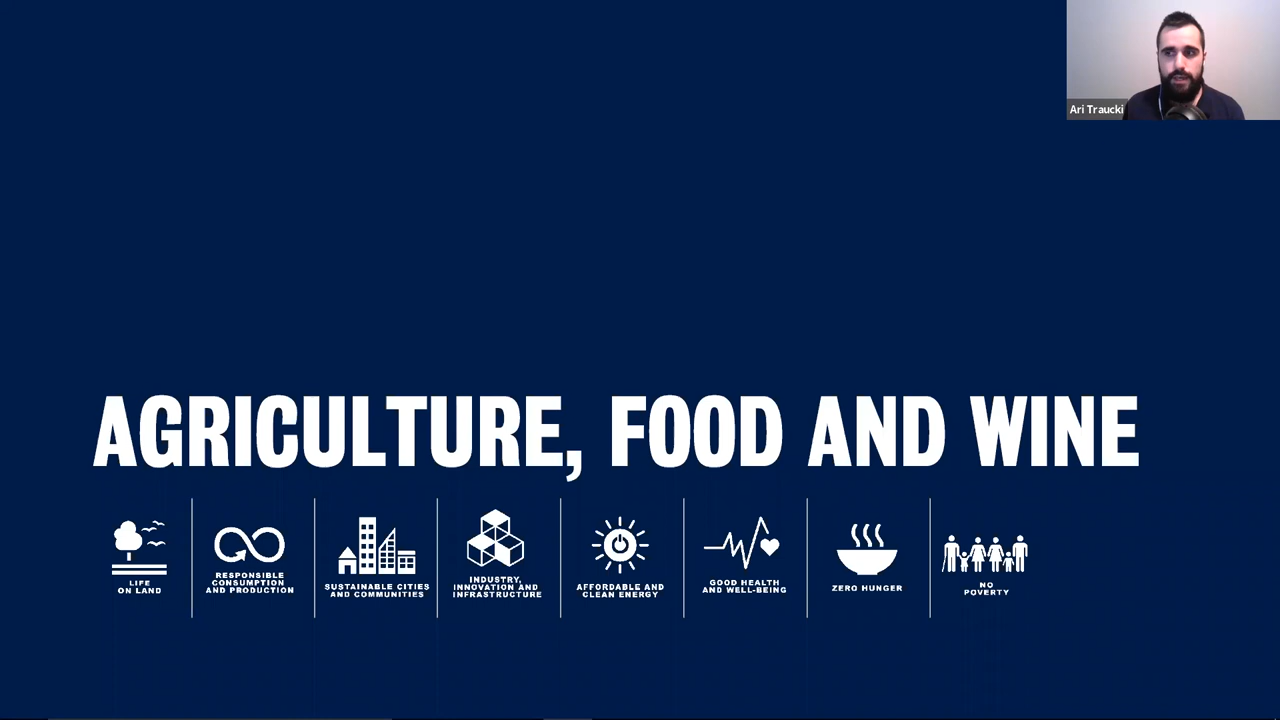 Ari Traucki
AGRICULTURE, FOOD AND WINE
LIFE
ON LAND
RESPONSIBLE
CONSUMPTION
AND PRODUCTION
SUSTAINABLE CITIES
AND COMMUNITIES
INDUSTRY,
INNOVATION AND
INFRASTRUCTURE
AFFORDABLE AND
CLEAN ENERGY
GOOD HEALTH
AND WELL-BEING
ZERO HUNGER
NO
POVERTY